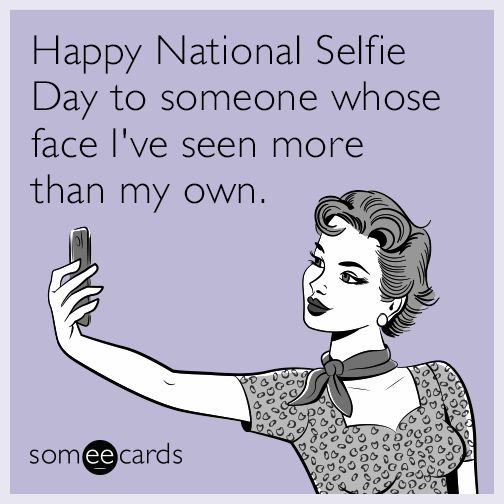 Happy National Selfie
Day to someone whose
face I've seen more
than my own.
someecards